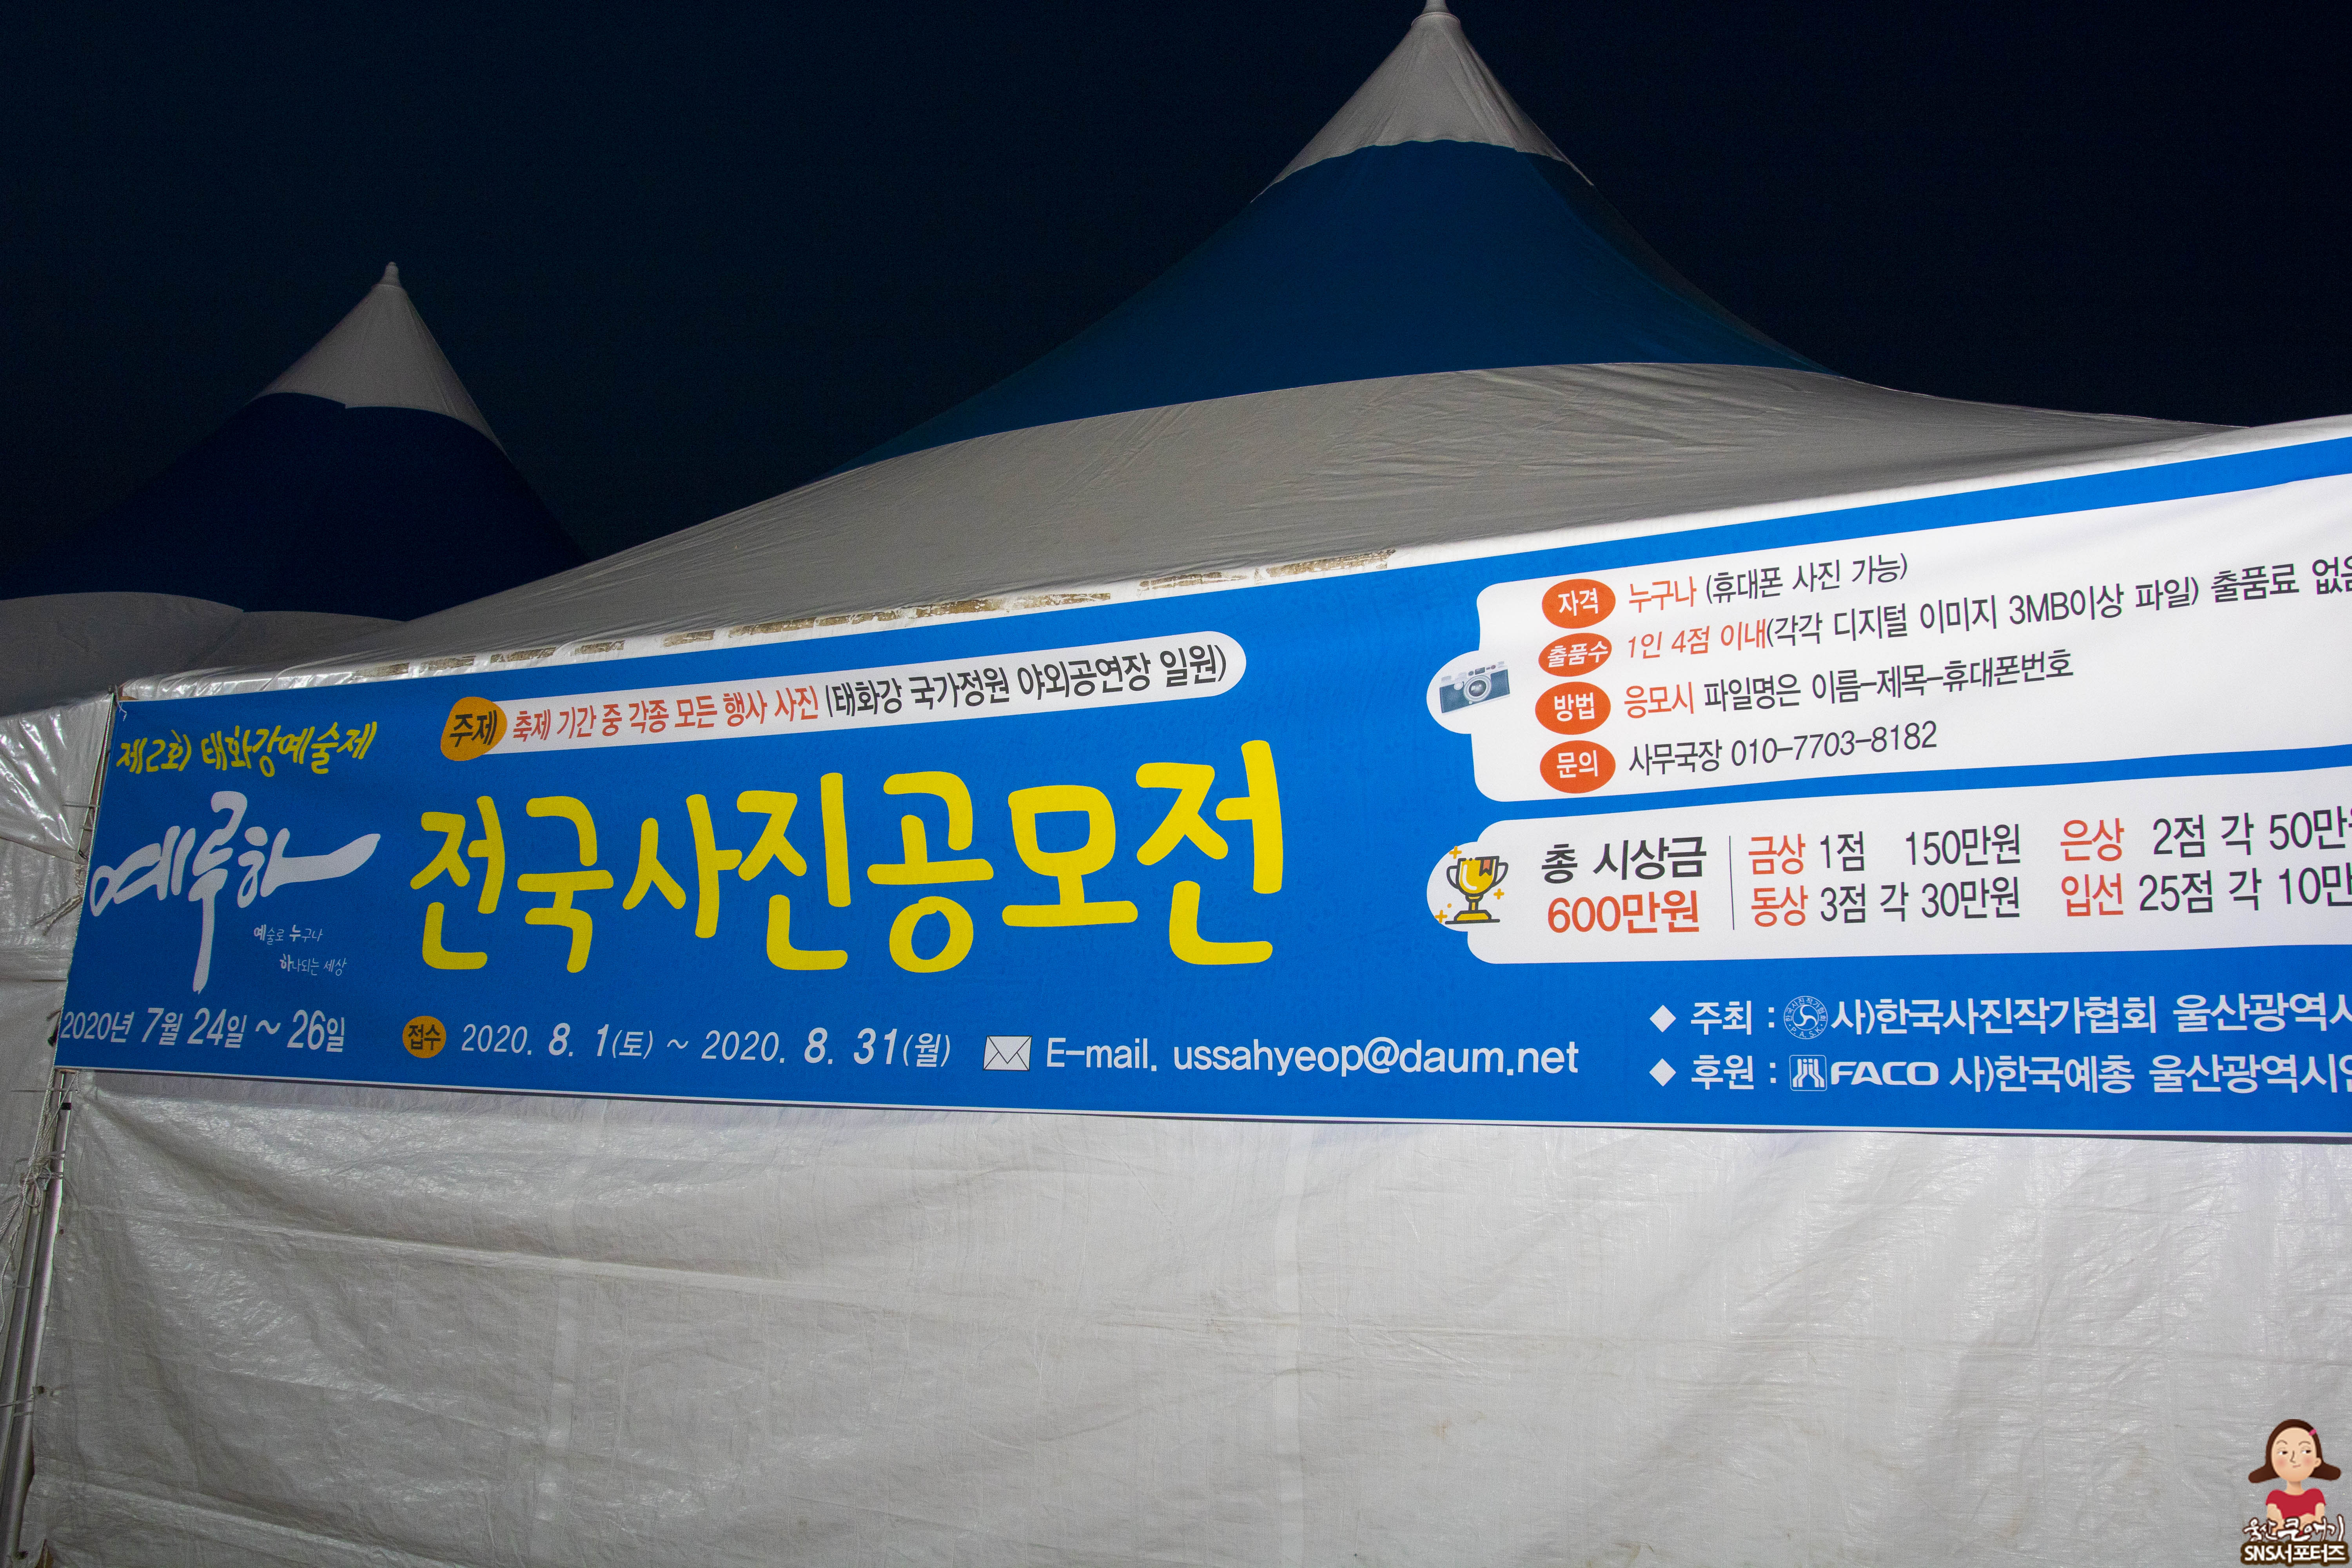 제2회 태화강예술제
예루하
예술로 누구나
하나되는 세상
2020년 7월 24일 ~ 26일
주제 축제 기간 중 각종 모든 행사 사진 (태화강 국가정원 야외공연장 일원)
전국사진공모전
접수 2020. 8. 1(토) ~ 2020. 8. 31(월) E-mail. ussahyeop@daum.net
자격 누구나 (휴대폰 사진 가능)
출품수 1인 4점 이내(각각 디지털 이미지 3MB이상 파일) 출품료 없음
방법 응모시 파일명은 이름-제목-휴대폰번호
문의 사무국장 010-7703-8182
총 시상금
600만원
금상 1점 150만원 은상 2점 각 50만
동상 3점 각 30만원 입선 25점 각 10만
◆ 주최 : 사)한국사진작가협회 울산광역시
◆ 후원 : FACO 사)한국예총 울산광역시
울산큰애기
SNS서포터즈